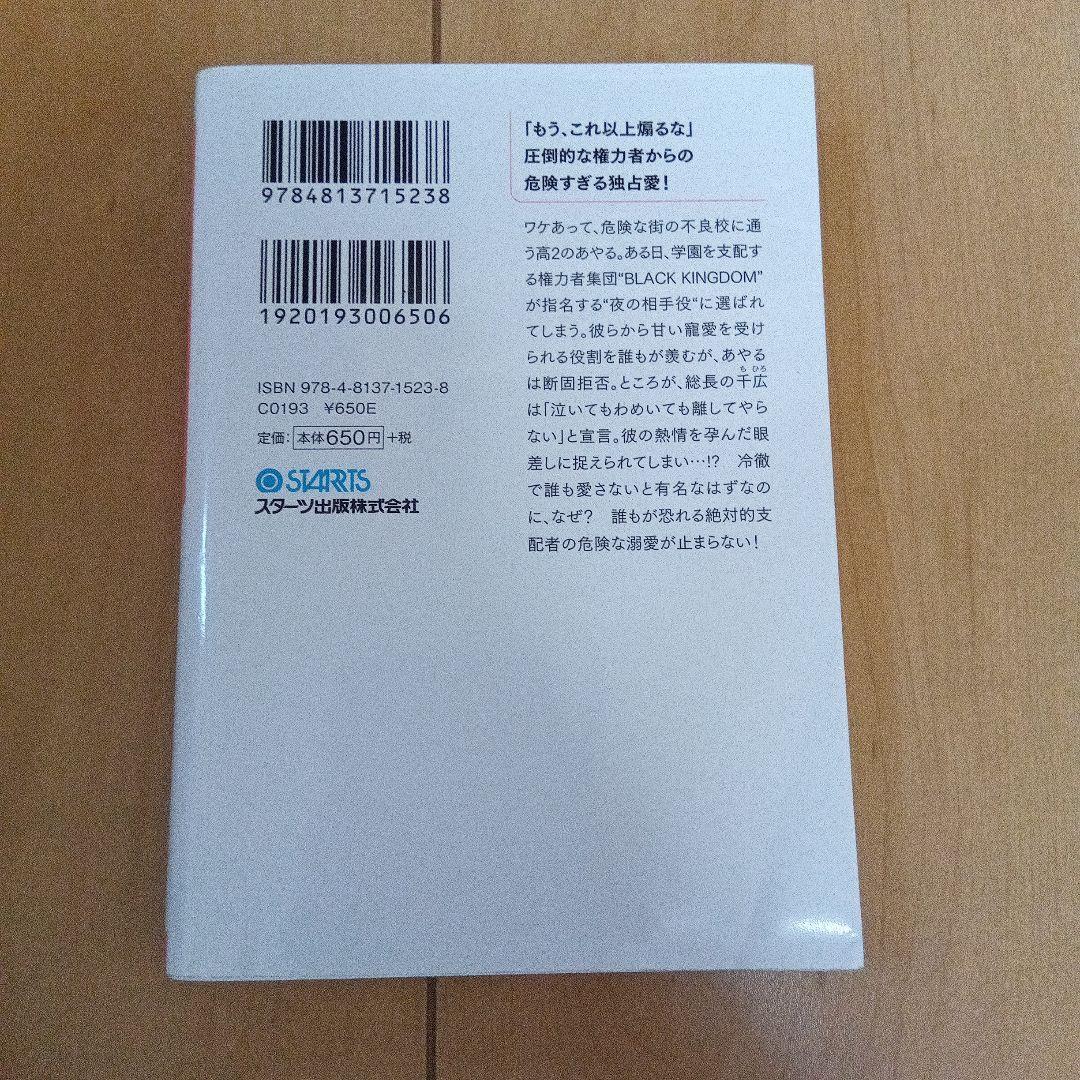 9784813715238
1920193006506
ISBN 978-4-8137-1523-8
C0193 ¥650E
定価：本体650円+税
STARTS
スターツ出版株式会社
「もう、これ以上煽るな」
圧倒的な権力者からの
危険すぎる独占愛！
ワケあって、危険な街の不良校に通
う高2のあやる。ある日、学園を支配す
る権力者集団“BLACK KINGDOM”
が指名する“夜の相手役“に選ばれ
てしまう。彼らから甘い寵愛を受け
られる役割を誰もが羨むが、あやる
は断固拒否。ところが、総長の千広
ちひろ
は「泣いてもわめいても離してやら
ない」と宣言。彼の熱情を孕んだ眼
差しに捉えられてしまい…!?　冷徹
で誰も愛さないと有名なはずなの
に、なぜ？　誰もが恐れる絶対的支
配者の危険な溺愛が止まらない！